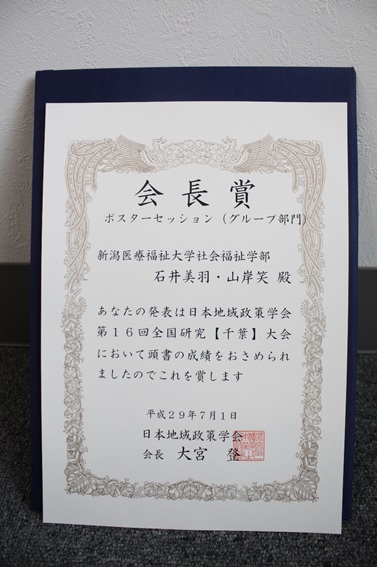 会長賞
ポスターセッション（グループ部門）
新潟医療福祉大学社会福祉学部
石井美羽・山岸笑 殿
あなたの発表は日本地域政策学会
第１６回全国研究【千葉】大会
において頭書の成績をおさめられ
ましたのでこれを賞します
平成２９年７月１日
日本地域政策学会
会長 大宮 登